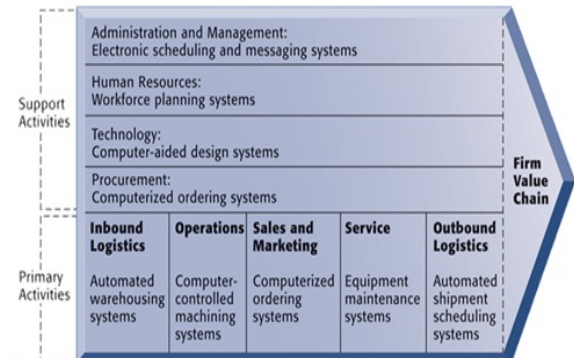 Administration and Management:
Electronic scheduling and messaging systems
Human Resources:
Workforce planning systems
Support
Activities
Technology:
Computer-aided design systems
Procurement:
Computerized ordering systems
Firm
Value
Chain
Primary
Activities
Inbound
Logistics
Automated
warehousing
systems
Operations
Computer-
controlled
machining
systems
Sales and
Marketing
Computerized
ordering
systems
Service
Equipment
maintenance
systems
Outbound
Logistics
Automated
shipment
scheduling
systems